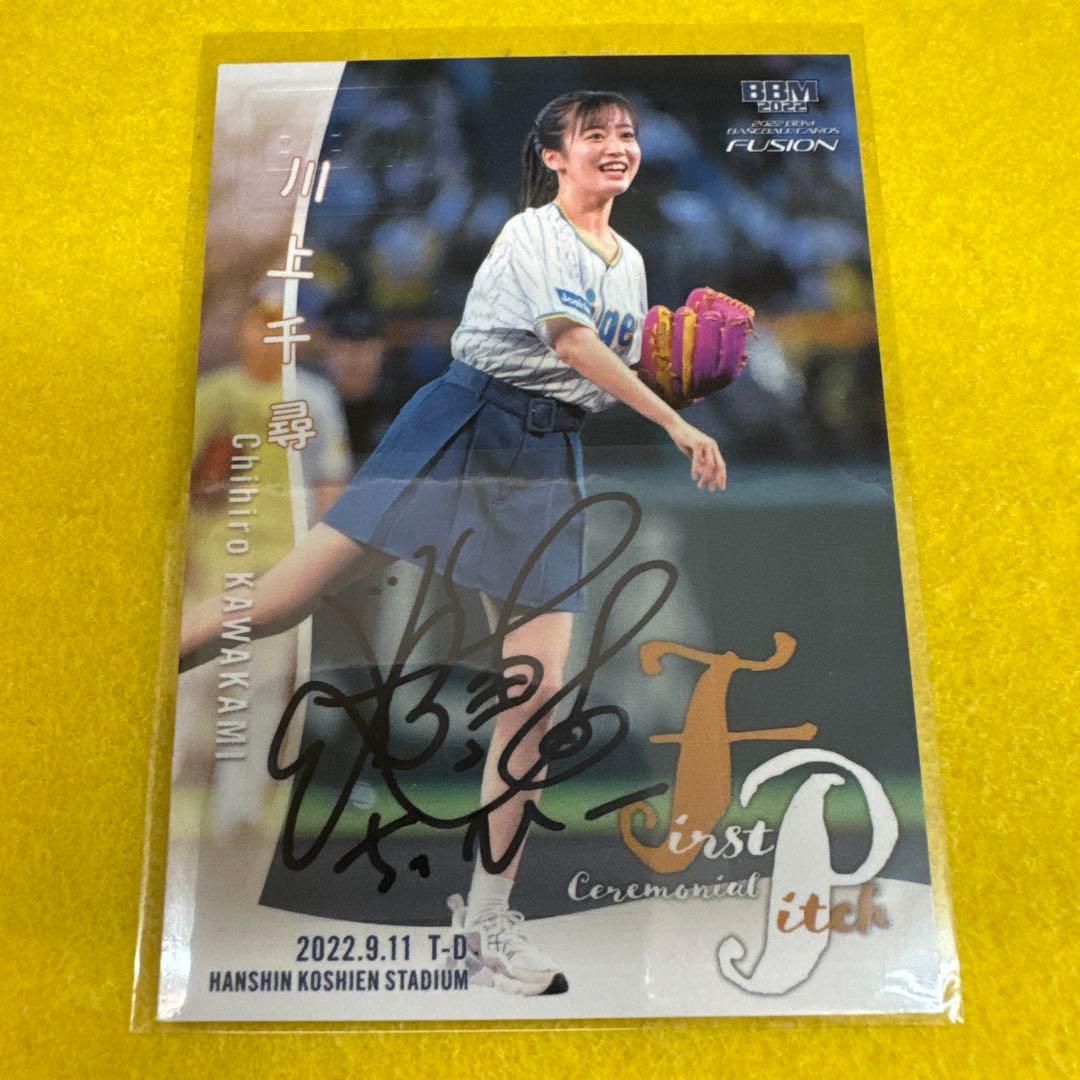 BBM
2022
2022 BBM
BASEBALL CARDS
FUSION
川上千尋
Chihiro KAWAKAMI
First
Ceremonial
Pitch
2022.9.11 T-D
HANSHIN KOSHIEN STADIUM